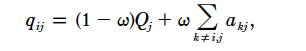 q_{ij} = (1 − ω)Q_j + ω ∑_{k≠i,j} a_{kj},